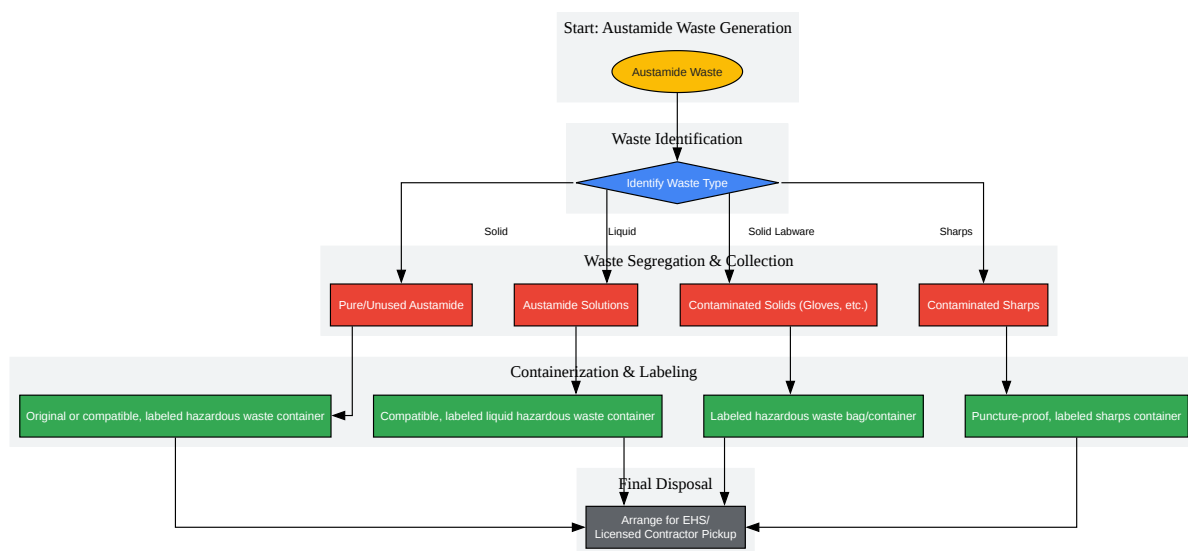 Start: Austamide Waste Generation
Austamide Waste
Waste Identification
Identify Waste Type
Solid
Liquid
Solid Labware
Sharps
Waste Segregation & Collection
Pure/Unused Austamide
Austamide Solutions
Contaminated Solids (Gloves, etc.)
Contaminated Sharps
Containerization & Labeling
Original or compatible, labeled hazardous waste container
Compatible, labeled liquid hazardous waste container
Labeled hazardous waste bag/container
Puncture-proof, labeled sharps container
Final Disposal
Arrange for EHS/
Licensed Contractor Pickup